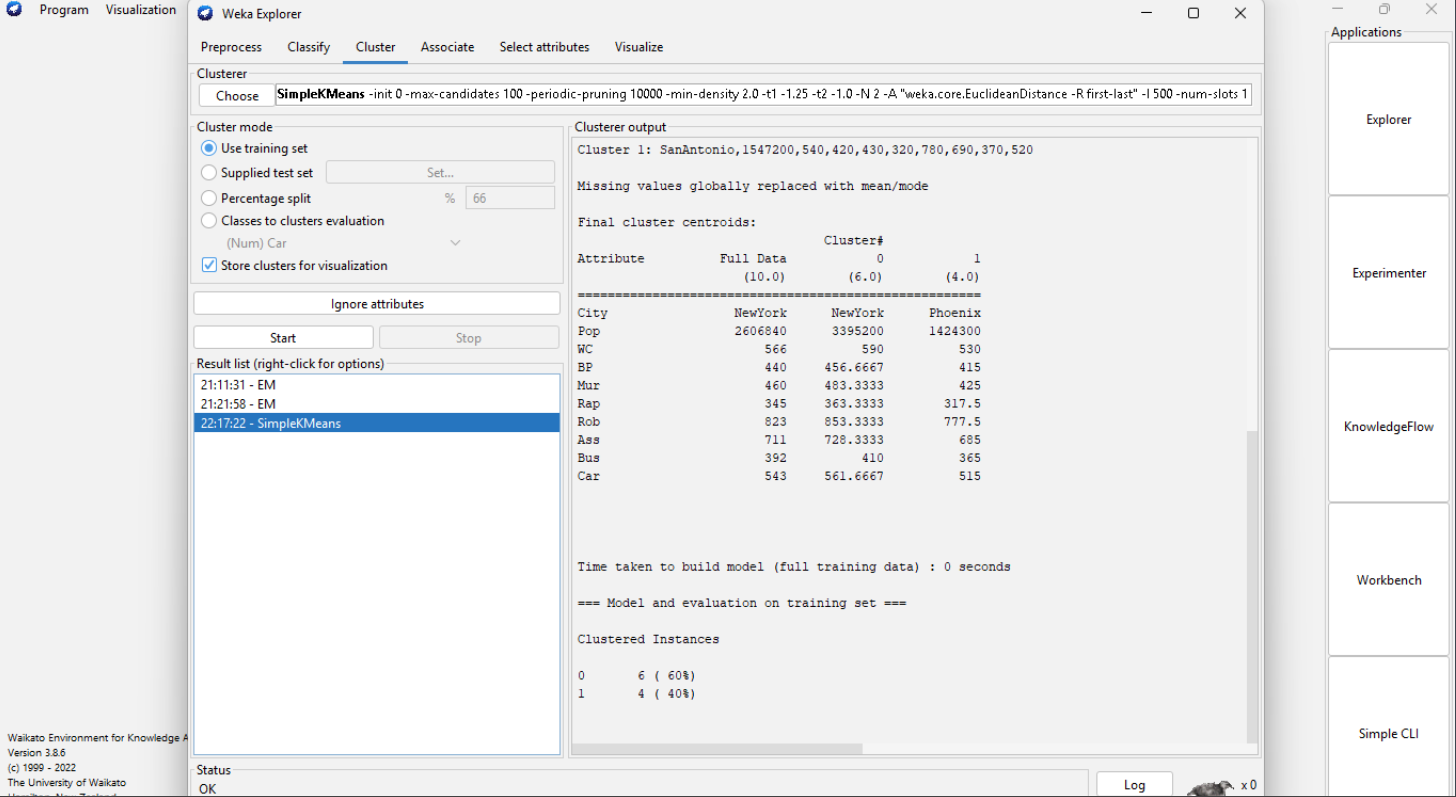 Program Visualization
Weka Explorer
Applications
Preprocess Classify Cluster Associate Select attributes Visualize
Clusterer
Choose SimpleKMeans -init 0 -max-candidates 100 -periodic-pruning 10000 -min-density 2.0 -t1 -1.25 -t2 -1.0 -N 2 -A "weka.core.EuclideanDistance -R first-last" -I 500 -num-slots 1
Cluster mode
Use training set
Supplied test set Set...
Percentage split % 66
Classes to clusters evaluation
(Num) Car
Store clusters for visualization
Ignore attributes
Start Stop
Result list (right-click for options)
21:11:31 - EM
21:21:58 - EM
22:17:22 - SimpleKMeans
Clusterer output
Cluster 1: SanAntonio,1547200,540,420,430,320,780,690,370,520
Missing values globally replaced with mean/mode
Final cluster centroids:
Cluster#
Attribute Full Data 0 1
(10.0) (6.0) (4.0)
======================================================
City NewYork NewYork Phoenix
Pop 2606840 3395200 1424300
WC 566 590 530
BP 440 456.6667 415
Mur 460 483.3333 425
Rap 345 363.3333 317.5
Rob 823 853.3333 777.5
Ass 711 728.3333 685
Bus 392 410 365
Car 543 561.6667 515
Time taken to build model (full training data) : 0 seconds
=== Model and evaluation on training set ===
Clustered Instances
0 6 ( 60%)
1 4 ( 40%)
Explorer
Experimenter
KnowledgeFlow
Workbench
Simple CLI
Waikato Environment for Knowledge A
Version 3.8.6
(c) 1999 - 2022
The University of Waikato
Hamilton, New Zealand
Status
OK
Log
x 0